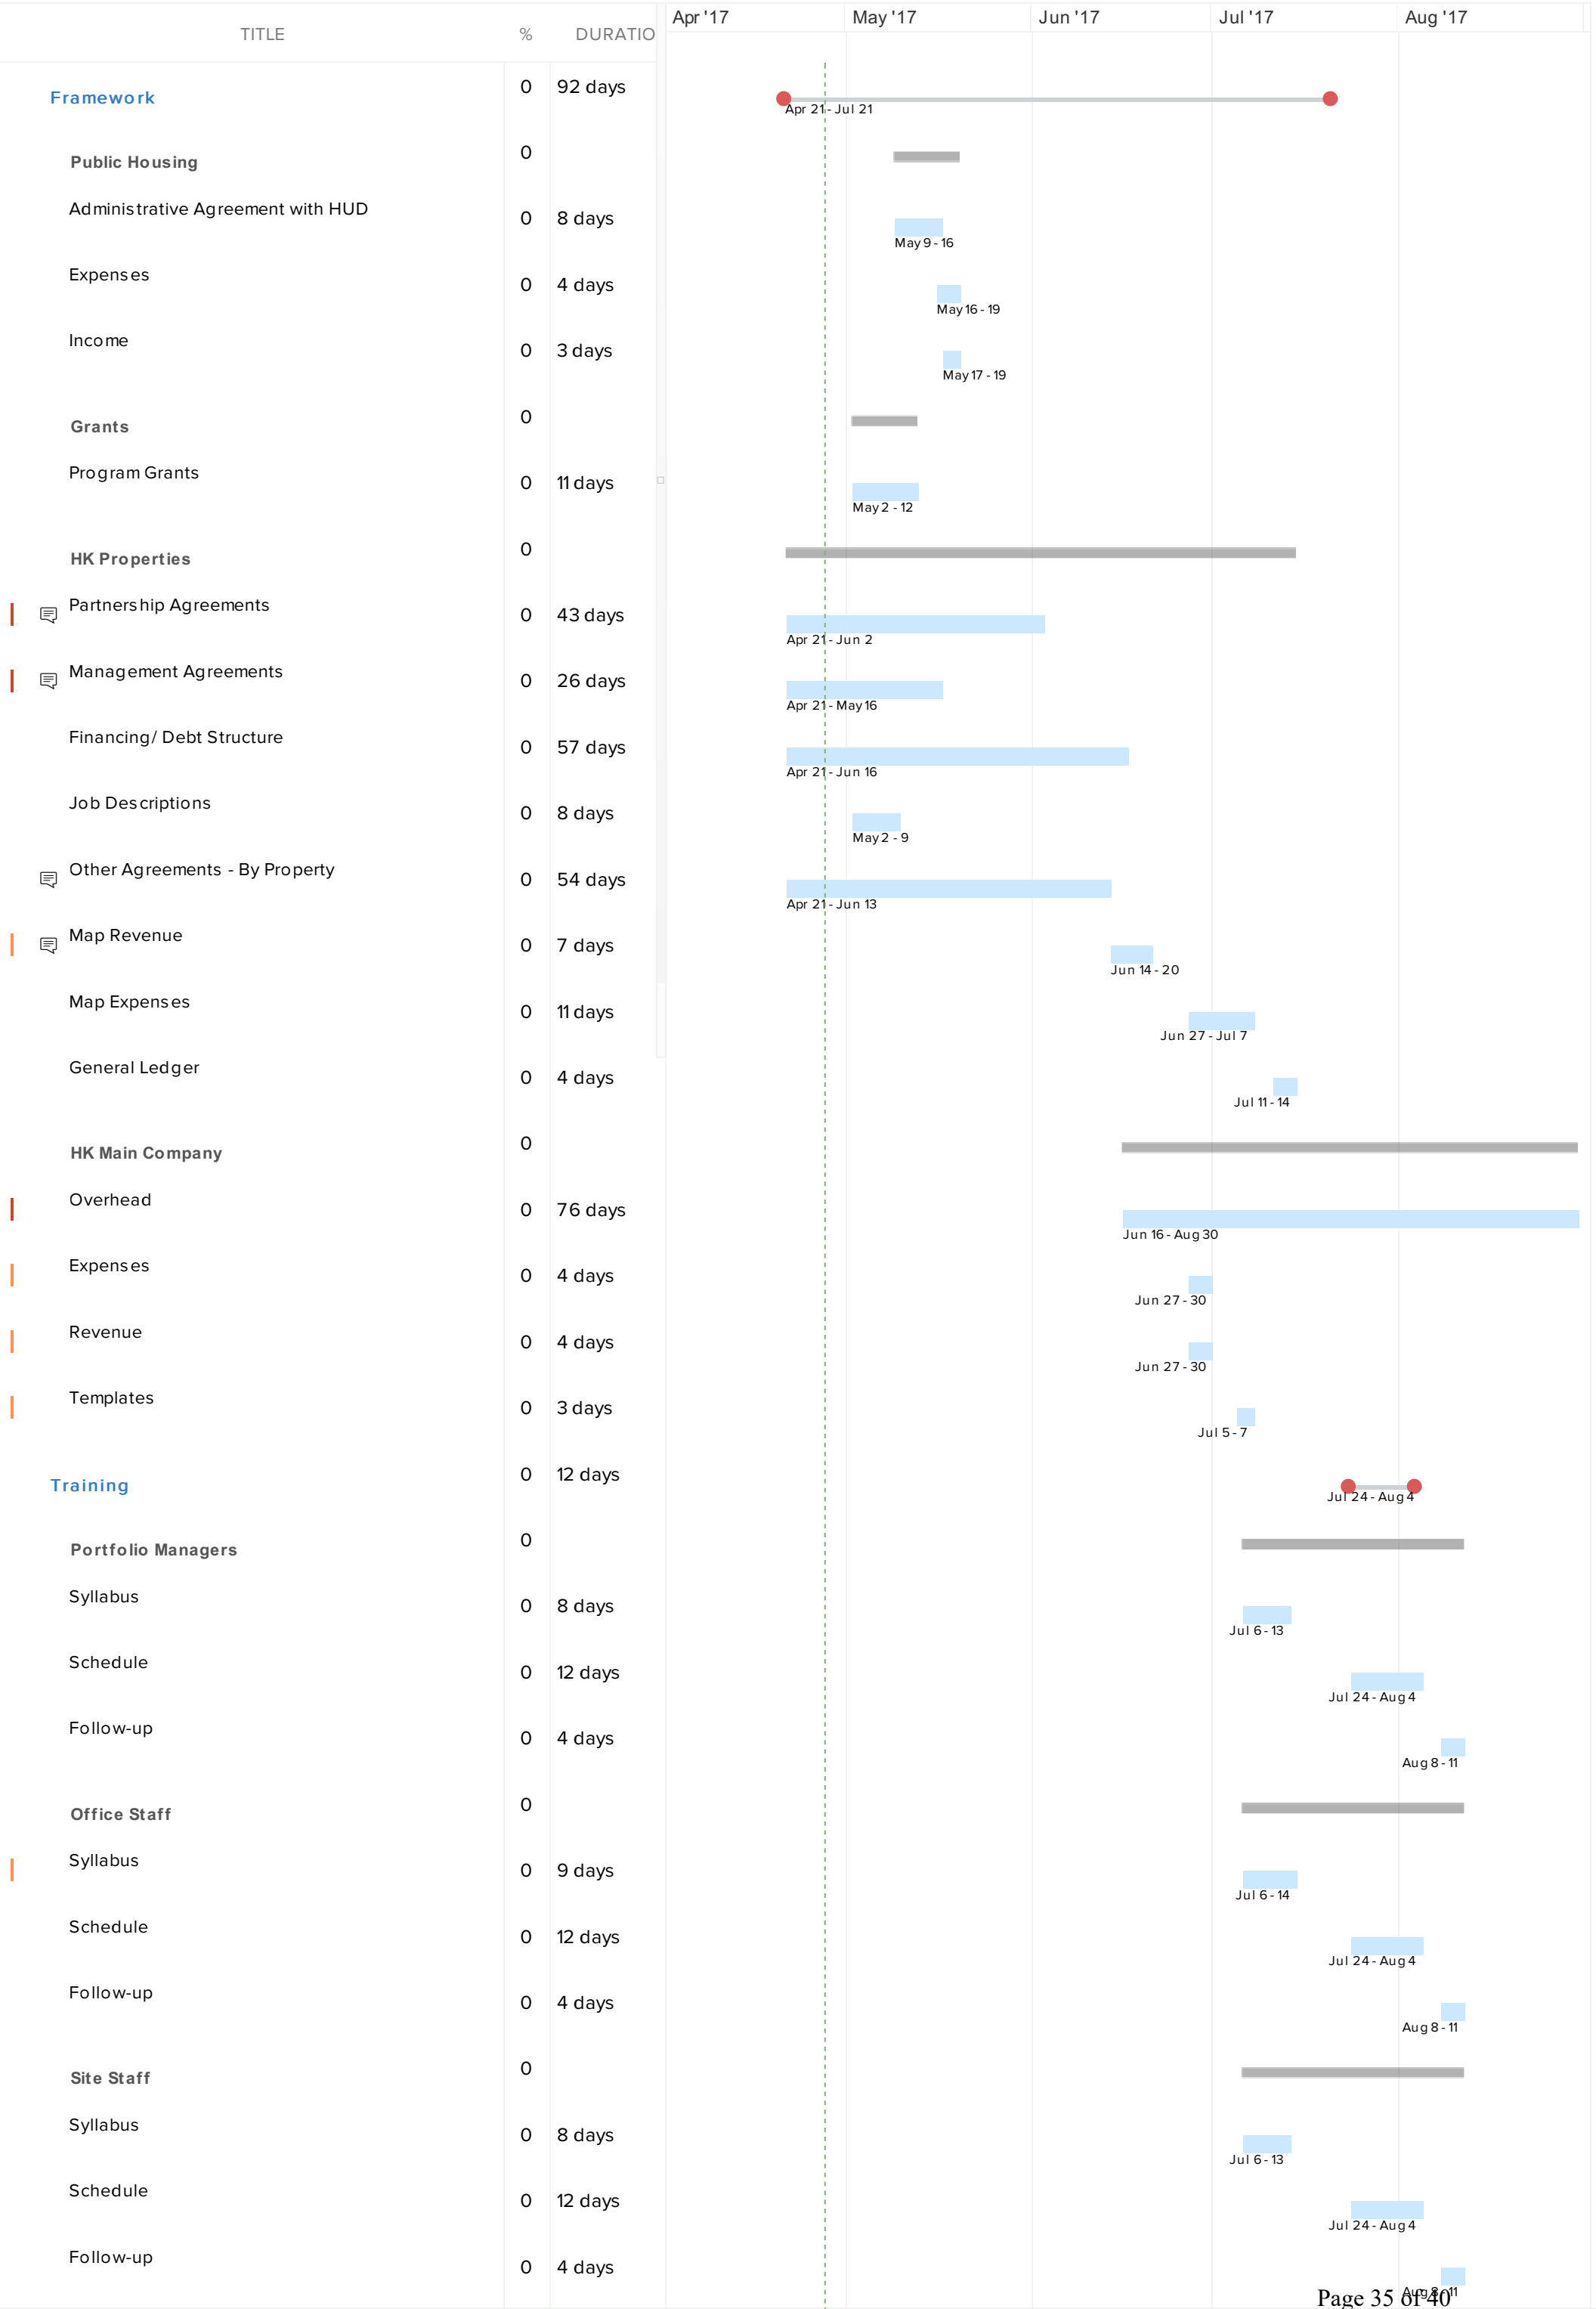 TITLE % DURATIO Apr '17 May '17 Jun '17 Jul '17 Aug '17
Framework 0 92 days
Apr 21 - Jul 21
Public Housing 0
Administrative Agreement with HUD 0 8 days
May 9 - 16
Expenses 0 4 days
May 16 - 19
Income 0 3 days
May 17 - 19
Grants 0
Program Grants 0 11 days
May 2 - 12
HK Properties 0
Partnership Agreements 0 43 days
Apr 21 - Jun 2
Management Agreements 0 26 days
Apr 21 - May 16
Financing/ Debt Structure 0 57 days
Apr 21 - Jun 16
Job Descriptions 0 8 days
May 2 - 9
Other Agreements - By Property 0 54 days
Apr 21 - Jun 13
Map Revenue 0 7 days
Jun 14 - 20
Map Expenses 0 11 days
Jun 27 - Jul 7
General Ledger 0 4 days
Jul 11 - 14
HK Main Company 0
Overhead 0 76 days
Jun 16 - Aug 30
Expenses 0 4 days
Jun 27 - 30
Revenue 0 4 days
Jun 27 - 30
Templates 0 3 days
Jul 5 - 7
Training 0 12 days
Jul 24 - Aug 4
Portfolio Managers 0
Syllabus 0 8 days
Jul 6 - 13
Schedule 0 12 days
Jul 24 - Aug 4
Follow-up 0 4 days
Aug 8 - 11
Office Staff 0
Syllabus 0 9 days
Jul 6 - 14
Schedule 0 12 days
Jul 24 - Aug 4
Follow-up 0 4 days
Aug 8 - 11
Site Staff 0
Syllabus 0 8 days
Jul 6 - 13
Schedule 0 12 days
Jul 24 - Aug 4
Follow-up 0 4 days
Aug 8 - 11
Page 35 of 40